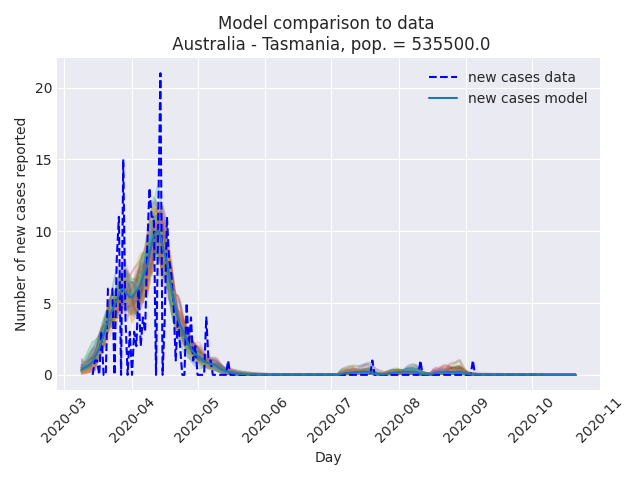 Model comparison to data
Australia - Tasmania, pop. = 535500.0
new cases data
new cases model
Number of new cases reported
20
15
10
5
0
2020-03
2020-04
2020-05
2020-06
2020-07
2020-08
2020-09
2020-10
2020-11
Day